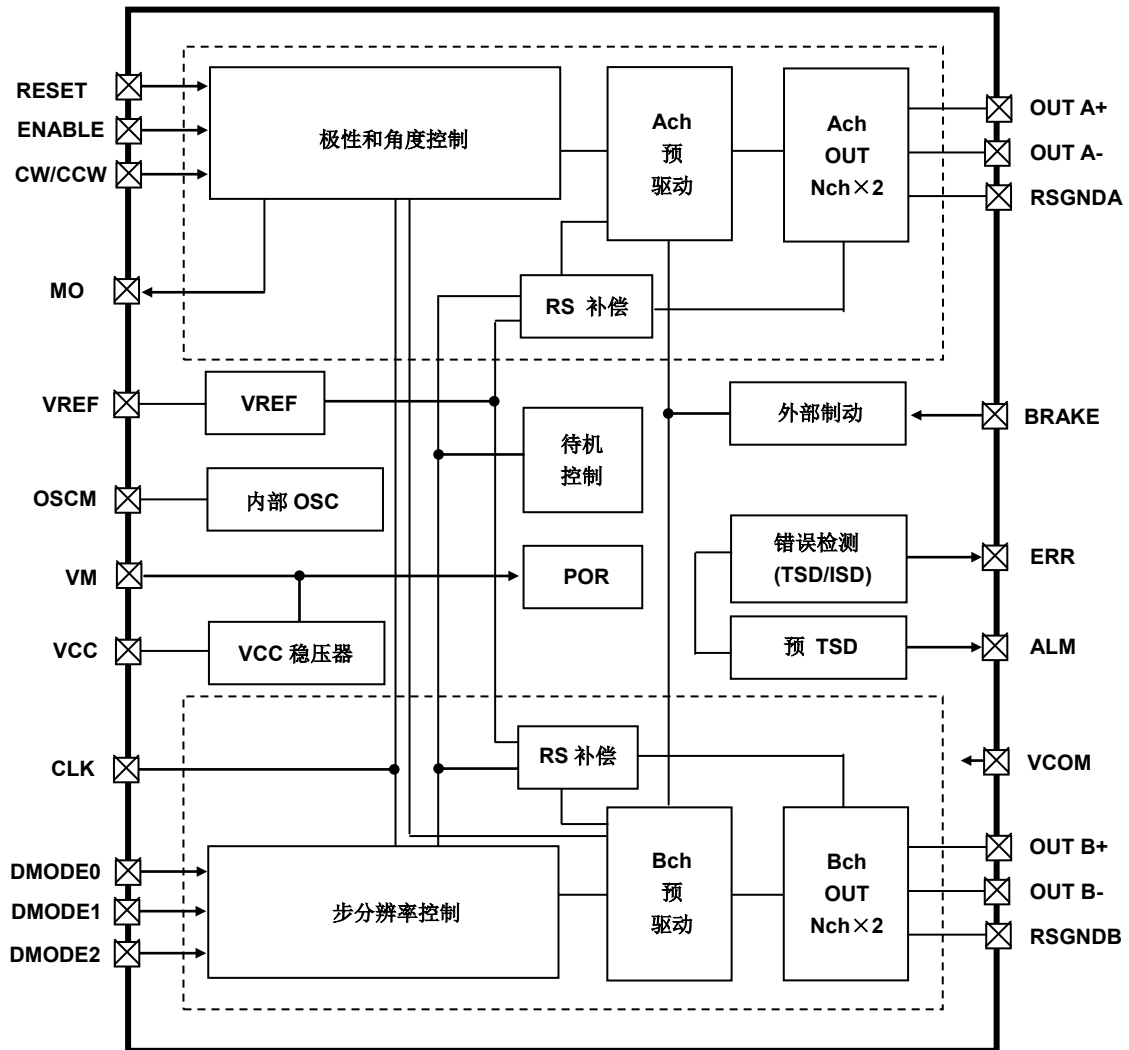 RESET
ENABLE
CW/CCW
MO
VREF
OSCM
VM
VCC
CLK
DMODE0
DMODE1
DMODE2
极性和角度控制
Ach
预
驱动
Ach
OUT
Nch×2
RS 补偿
VREF
待机
控制
外部制动
内部 OSC
错误检测
(TSD/ISD)
POR
VCC 稳压器
预 TSD
RS 补偿
步分辨率控制
Bch
预
驱动
Bch
OUT
Nch×2
OUT A+
OUT A-
RSGNDA
BRAKE
ERR
ALM
VCOM
OUT B+
OUT B-
RSGNDB